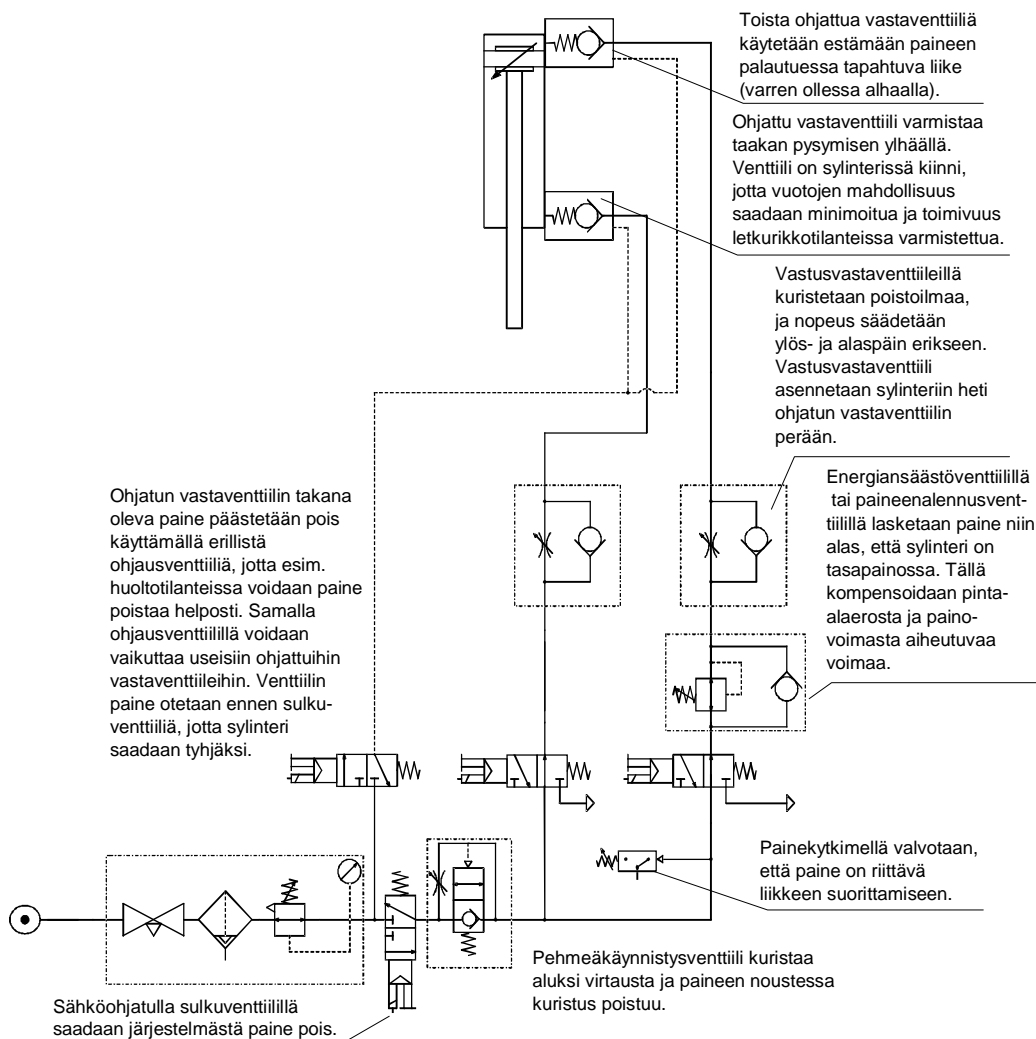 Toista ohjattua vastaventtiiliä
käytetään estämään paineen
palautuessa tapahtuva liike
(varren ollessa alhaalla).
Ohjattu vastaventtiili varmistaa
taakan pysymisen ylhäällä.
Venttiili on sylinterissä kiinni,
jotta vuotojen mahdollisuus
saadaan minimoitua ja toimivuus
letkurikkotilanteissa varmistettua.
Vastusvastaventtiileillä
kuristetaan poistoilmaa,
ja nopeus säädetään
ylös- ja alaspäin erikseen.
Vastusvastaventtiili
asennetaan sylinteriin heti
ohjatun vastaventtiilin
perään.
Energiansäästöventtiilillä
tai paineenalennusvent-
tiilillä lasketaan paine niin
alas, että sylinteri on
tasapainossa. Tällä
kompensoidaan pinta-
alaerosta ja paino-
voimasta aiheutuvaa
voimaa.
Ohjatun vastaventtiilin takana
oleva paine päästetään pois
käyttämällä erillistä
ohjausventtiiliä, jotta esim.
huoltotilanteissa voidaan paine
poistaa helposti. Samalla
ohjausventtiilillä voidaan
vaikuttaa useisiin ohjattuihin
vastaventtiileihin. Venttiilin
paine otetaan ennen sulku-
venttiiliä, jotta sylinteri
saadaan tyhjäksi.
Painekytkimellä valvotaan,
että paine on riittävä
liikkeen suorittamiseen.
Pehmeäkäynnistysventtiili kuristaa
aluksi virtausta ja paineen noustessa
kuristus poistuu.
Sähköohjatulla sulkuventtiilillä
saadaan järjestelmästä paine pois.